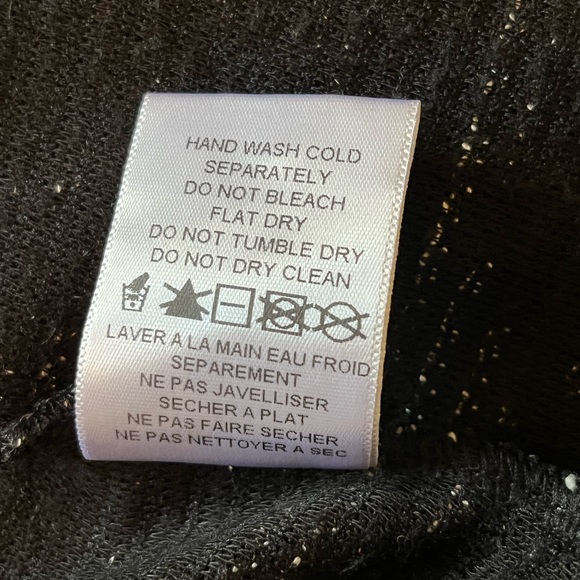 HAND WASH COLD
SEPARATELY
DO NOT BLEACH
FLAT DRY
DO NOT TUMBLE DRY
DO NOT DRY CLEAN
LAVER A LA MAIN EAU FROID
SEPAREMENT
NE PAS JAVELLISER
SECHER A PLAT
NE PAS FAIRE SECHER
NE PAS NETTOYER A SEC